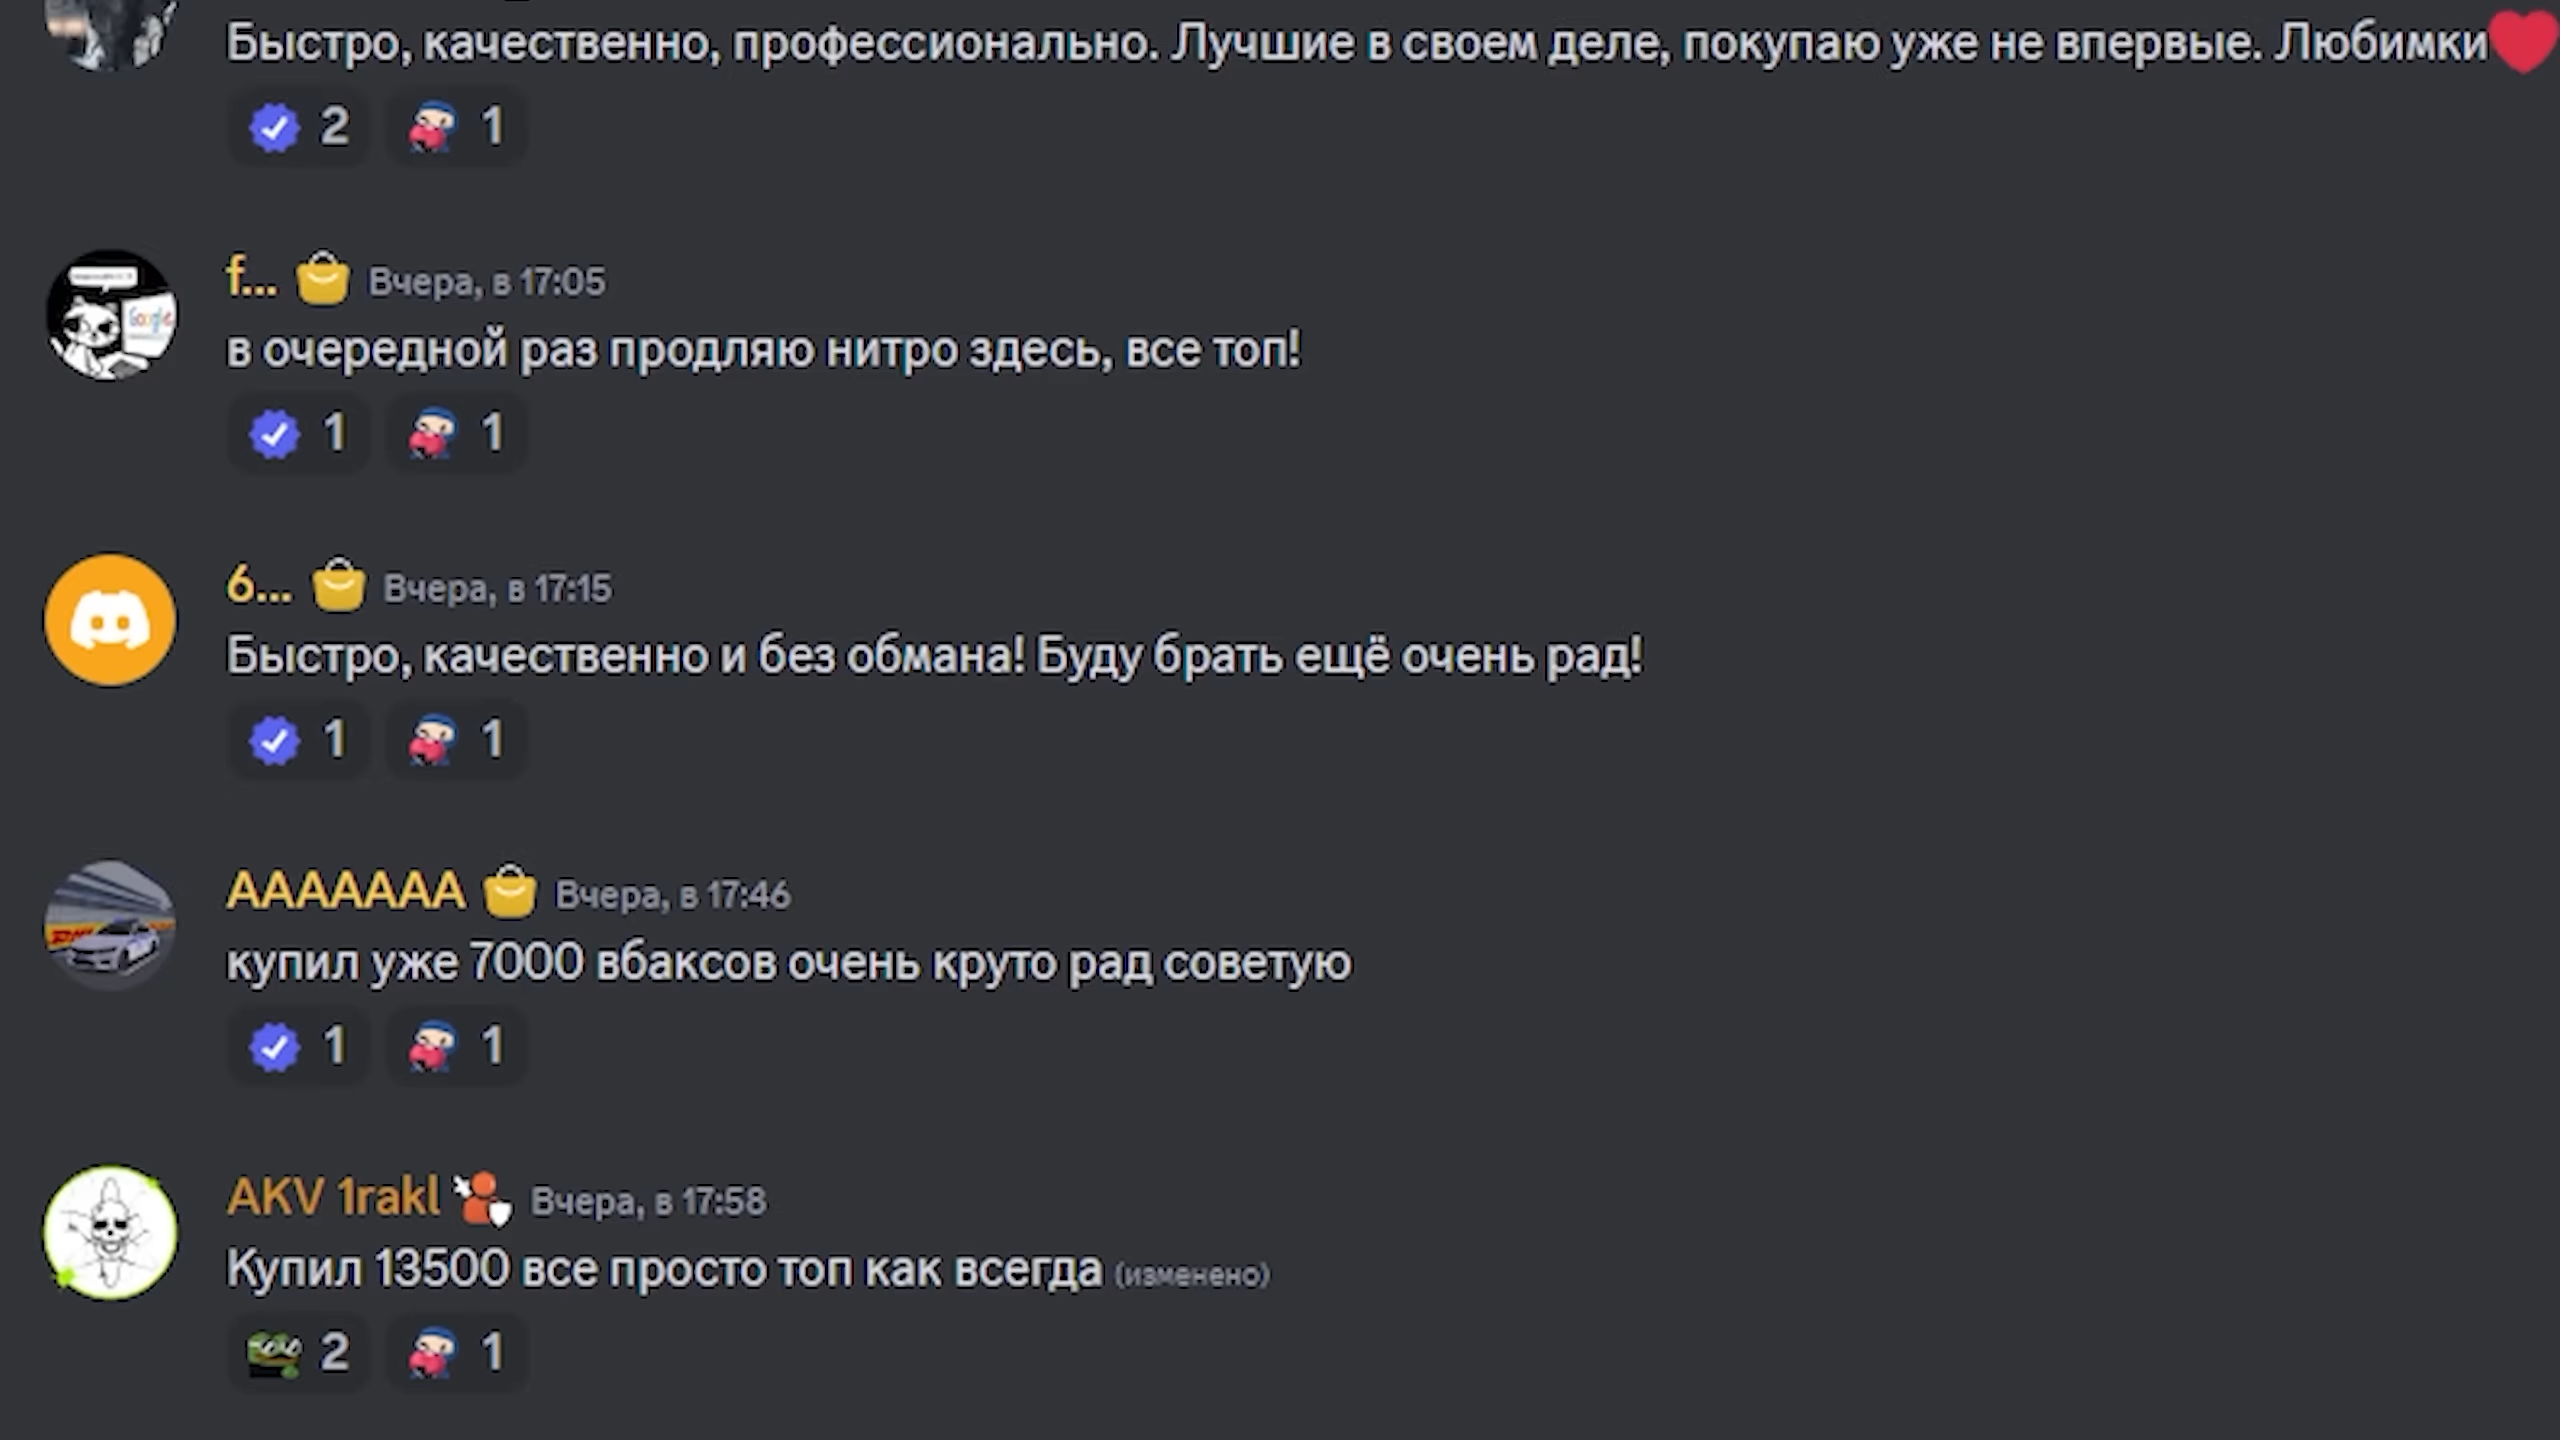 Быстро, качественно, профессионально. Лучшие в своем деле, покупаю уже не впервые. Любимки
2 1
Google
f... Вчера, в 17:05
в очередной раз продляю нитро здесь, все топ!
1 1
6... Вчера, в 17:15
Быстро, качественно и без обмана! Буду брать ещё очень рад!
1 1
AAAAAAA Вчера, в 17:46
DHL
купил уже 7000 вбаксов очень круто рад советую
1 1
AKV 1rakl Вчера, в 17:58
Купил 13500 все просто топ как всегда (изменено)
2 1